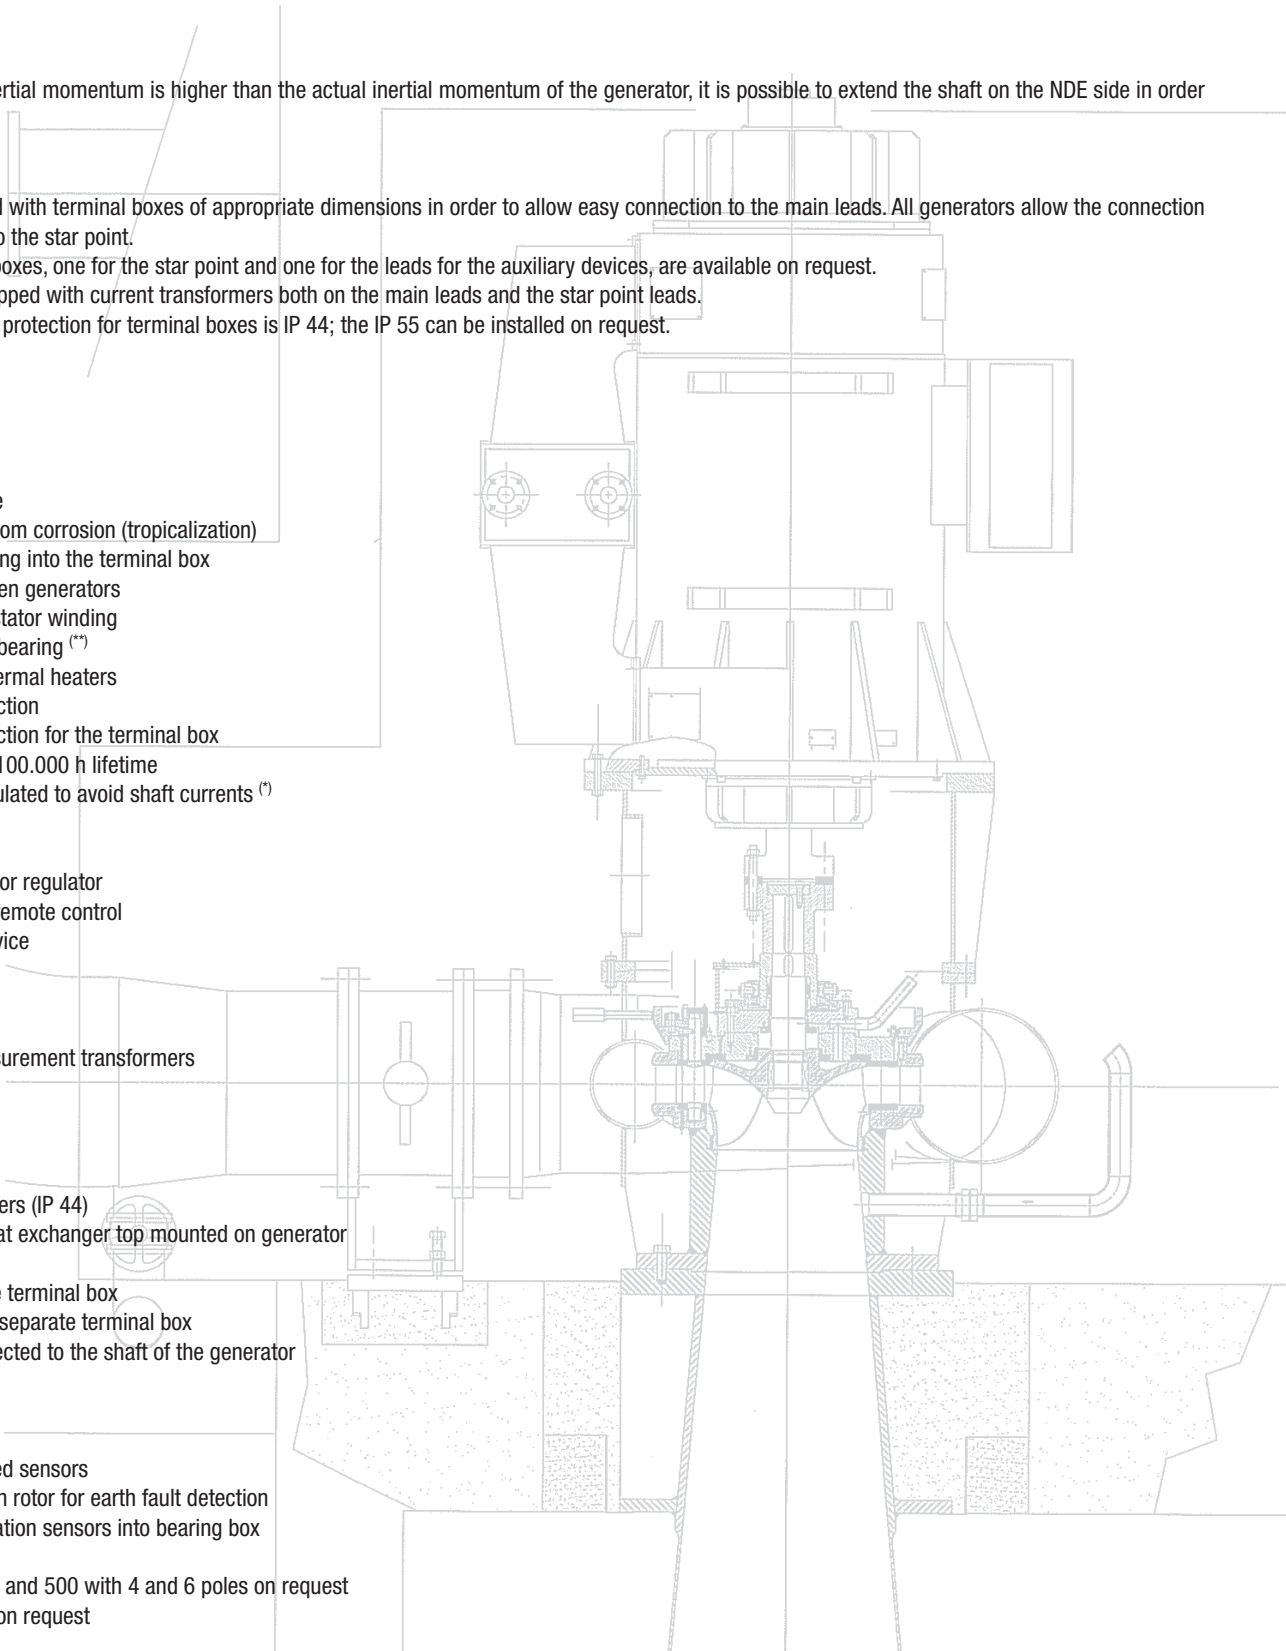 ertial momentum is higher than the actual inertial momentum of the generator, it is possible to extend the shaft on the NDE side in order
with terminal boxes of appropriate dimensions in order to allow easy connection to the main leads. All generators allow the connection
the star point.
oxes, one for the star point and one for the leads for the auxiliary devices, are available on request.
pped with current transformers both on the main leads and the star point leads.
protection for terminal boxes is IP 44; the IP 55 can be installed on request.
e
om corrosion (tropicalization)
ng into the terminal box
en generators
stator winding
bearing (**)
ermal heaters
ction
ction for the terminal box
100.000 h lifetime
ulated to avoid shaft currents (*)
or regulator
remote control
vice
surement transformers
ers (IP 44)
at exchanger top mounted on generator
e terminal box
separate terminal box
ected to the shaft of the generator
ed sensors
n rotor for earth fault detection
ation sensors into bearing box
and 500 with 4 and 6 poles on request
on request